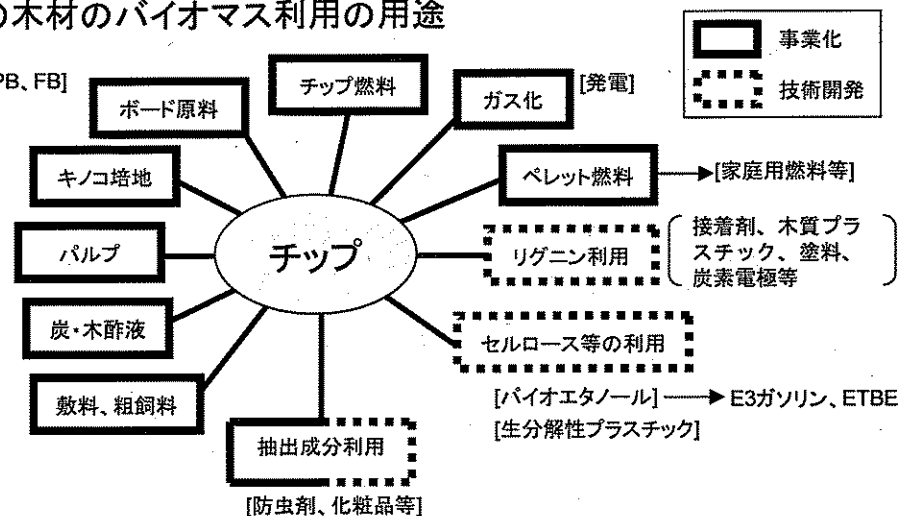 の木材のバイオマス利用の用途
事業化
技術開発
PB、FB]
ボード原料
チップ燃料
ガス化
[発電]
キノコ培地
ペレット燃料
[家庭用燃料等]
パルプ
チップ
リグニン利用
接着剤、木質プラ
スチック、塗料、
炭素電極等
炭・木酢液
セルロース等の利用
敷料、粗飼料
[バイオエタノール]
E3ガソリン、ETBE
[生分解性プラスチック]
抽出成分利用
[防虫剤、化粧品等]